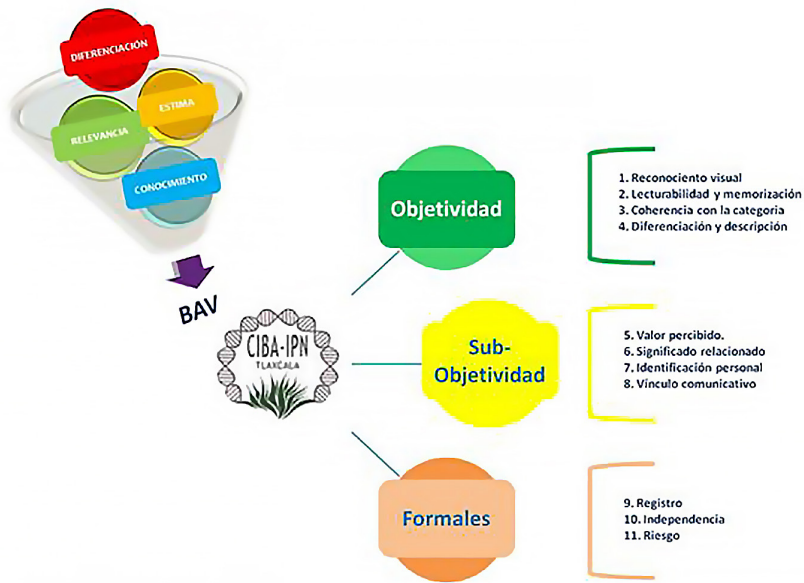 DIFERENCIACIÓN
ESTIMA
RELEVANCIA
CONOCIMIENTO
BAV
CIBA-IPN
TLAXCALA
Objetividad
1. Reconociento visual
2. Lecturabilidad y memorización
3. Coherencia con la categoria
4. Diferenciación y descripción
Sub-
Objetividad
5. Valor percibido.
6. Significado relacionado
7. Identificación personal
8. Vínculo comunicativo
Formales
9. Registro
10. Independencia
11. Riesgo